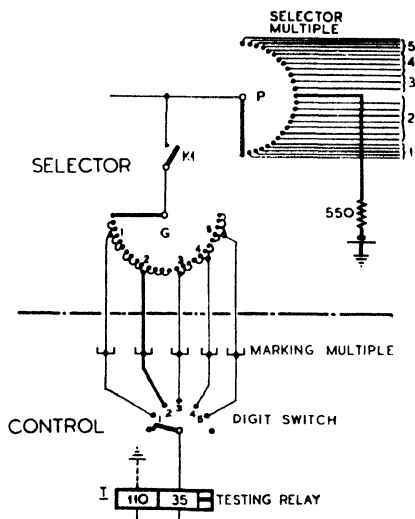 SELECTOR
MULTIPLE
5
4
3
2
1
P
K1
SELECTOR
550
G
1
2
3
4
5
MARKING MULTIPLE
1
2
3
4
5
DIGIT SWITCH
CONTROL
T
110
35
TESTING RELAY